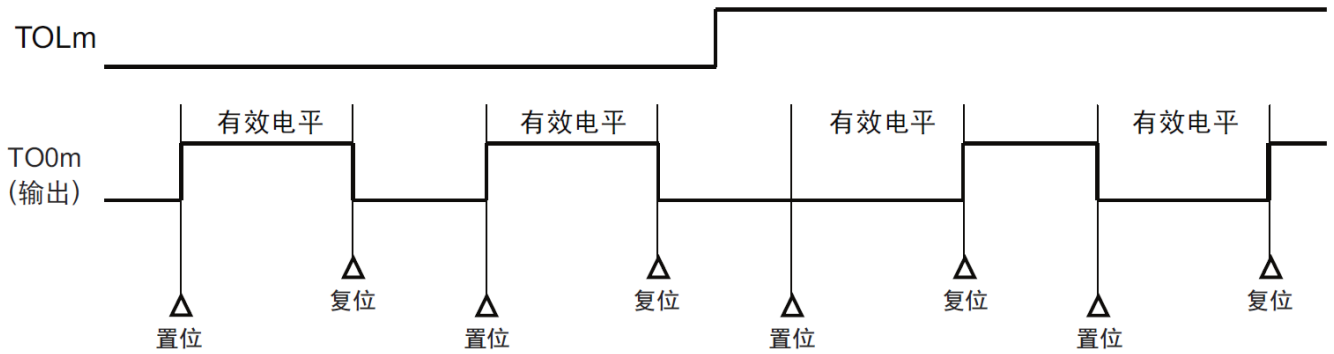 TOLm
有效电平 有效电平 有效电平 有效电平
TO0m
(输出)
复位 复位 复位 复位
置位 置位 置位 置位